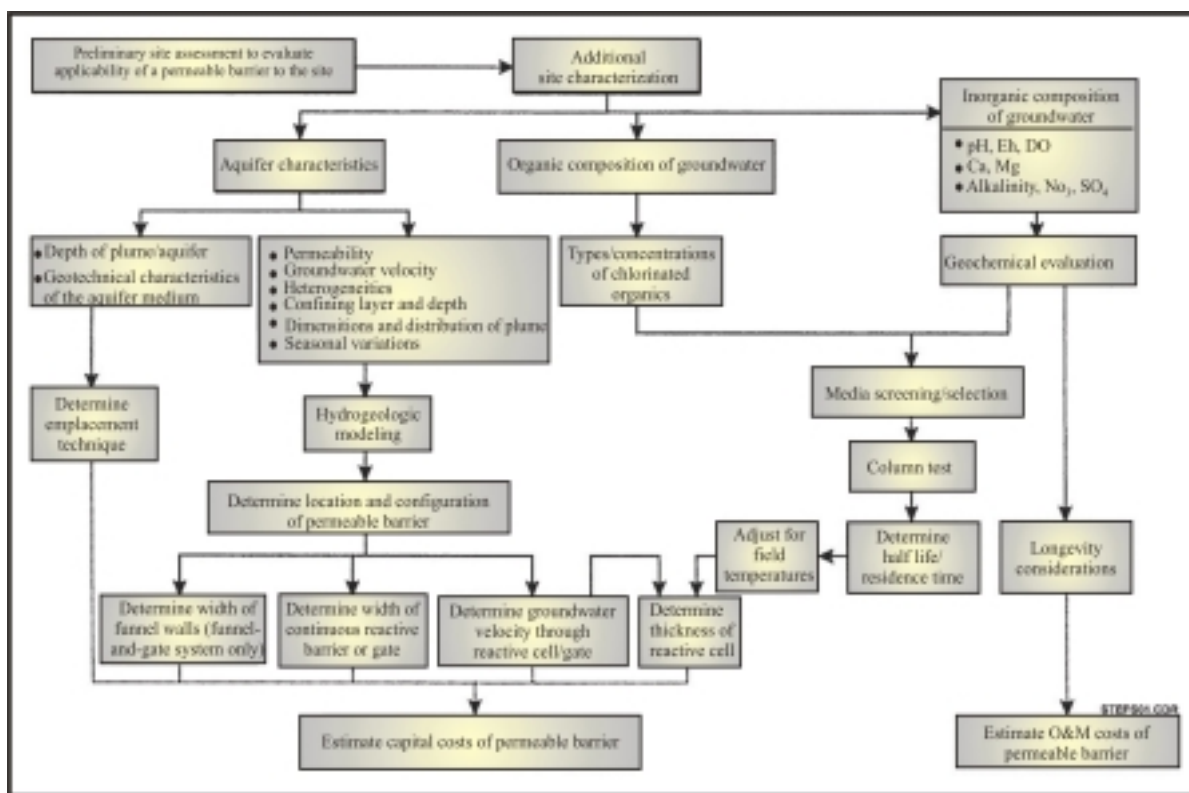 Preliminary site assessment to evaluate
applicability of a permeable barrier to the site
Additional
site characterization
Inorganic composition
of groundwater
• pH, Eh, DO
• Ca, Mg
• Alkalinity, No₃, SO₄
Aquifer characteristics
Organic composition of groundwater
• Depth of plume/aquifer
• Geotechnical characteristics
of the aquifer medium
• Permeability
• Groundwater velocity
• Heterogeneities
• Confining layer and depth
• Dimensitions and distribution of plume
• Seasonal variations
Types/concentrations
of chlorinated
organics
Geochemical evaluation
Media screening/selection
Determine
emplacement
technique
Hydrogeologic
modeling
Column test
Determine location and configuration
of permeable barrier
Adjust for
field
temperatures
Determine
half life/
residence time
Longevity
considerations
Determine width of
funnel walls (funnel-
and-gate system only)
Determine width of
continuous reactive
barrier or gate
Determine groundwater
velocity through
reactive cell/gate
Determine
thickness of
reactive cell
STEPS01.CDR
Estimate capital costs of permeable barrier
Estimate O&M costs of
permeable barrier